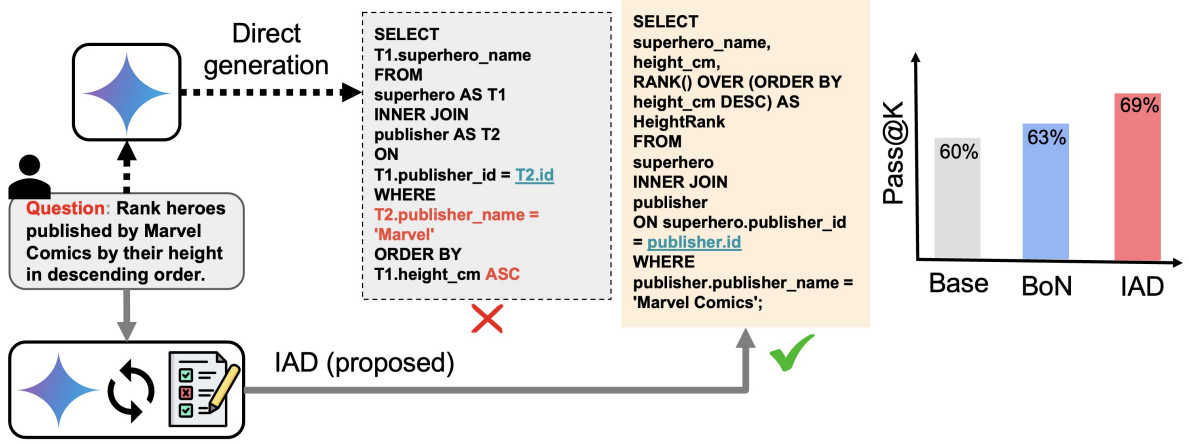 Direct
generation
Question: Rank heroes
published by Marvel
Comics by their height
in descending order.
IAD (proposed)
SELECT
T1.superhero_name
FROM
superhero AS T1
INNER JOIN
publisher AS T2
ON
T1.publisher_id = T2.id
WHERE
T2.publisher_name =
'Marvel'
ORDER BY
T1.height_cm ASC
SELECT
superhero_name,
height_cm,
RANK() OVER (ORDER BY
height_cm DESC) AS
HeightRank
FROM
superhero
INNER JOIN
publisher
ON superhero.publisher_id
= publisher.id
WHERE
publisher.publisher_name =
'Marvel Comics';
Pass@K
60%
63%
69%
Base
BoN
IAD